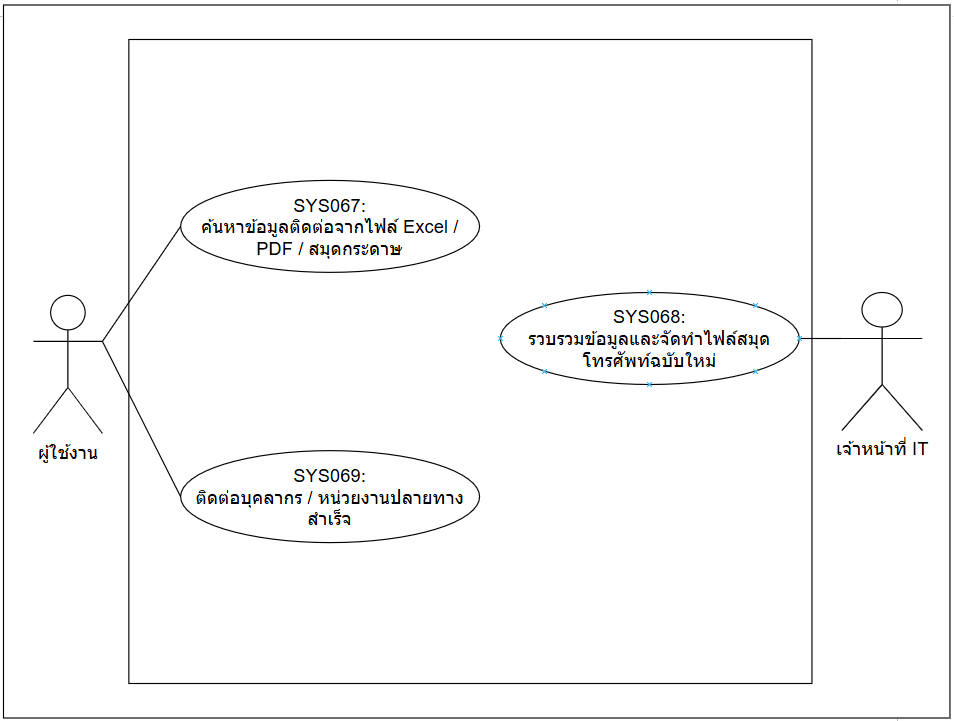 SYS067:
ค้นหาข้อมูลติดต่อจากไฟล์ Excel /
PDF / สมุดกระดาษ
SYS068:
รวบรวมข้อมูลและจัดทำไฟล์สมุด
โทรศัพท์ฉบับใหม่
ผู้ใช้งาน
เจ้าหน้าที่ IT
SYS069:
ติดต่อบุคลากร / หน่วยงานปลายทาง
สำเร็จ